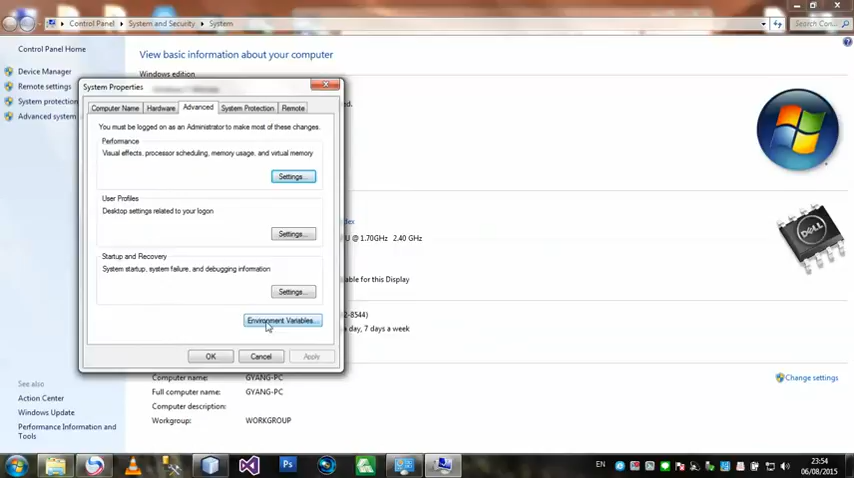 Control Panel ▸ System and Security ▸ System
Search Con...
Control Panel Home
Device Manager
Remote settings
System protection
Advanced system
View basic information about your computer
Windows edition
System Properties
Computer Name Hardware Advanced System Protection Remote
You must be logged on as an Administrator to make most of these changes.
Performance
Visual effects, processor scheduling, memory usage, and virtual memory
Settings...
User Profiles
Desktop settings related to your logon
Settings...
Startup and Recovery
System startup, system failure, and debugging information
Settings...
Environment Variables...
OK Cancel Apply
dex
U @ 1.70GHz 2.40 GHz
ilable for this Display
2-8544)
a day, 7 days a week
DELL
Computer name: GYANG-PC
Full computer name: GYANG-PC
Computer description:
Workgroup: WORKGROUP
Change settings
See also
Action Center
Windows Update
Performance Information and
Tools
Ps
EN
23:54
06/08/2015